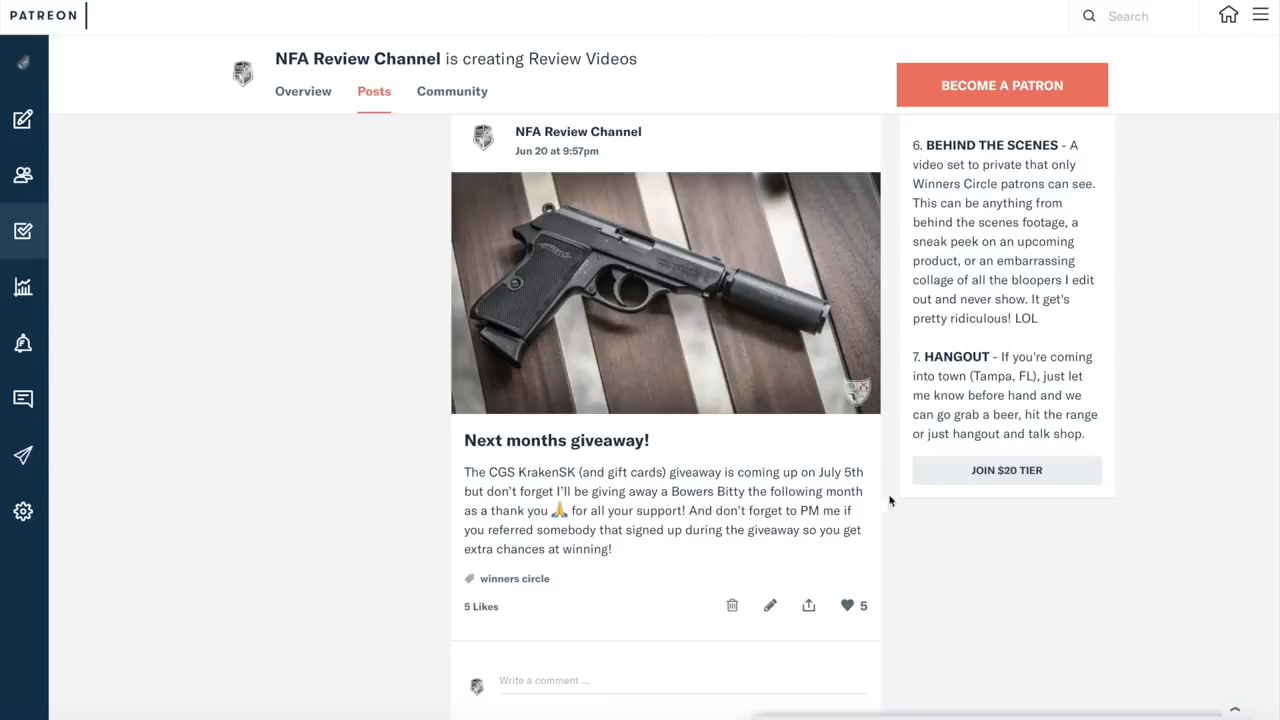 PATREON
Search
NFA Review Channel is creating Review Videos
Overview
Posts
Community
BECOME A PATRON
NFA Review Channel
Jun 20 at 9:57pm
Next months giveaway!
The CGS KrakenSK (and gift cards) giveaway is coming up on July 5th
but don't forget I'll be giving away a Bowers Bitty the following month
as a thank you 🙏 for all your support! And don't forget to PM me if
you referred somebody that signed up during the giveaway so you get
extra chances at winning!
winners circle
5 Likes
5
Write a comment ...
6. BEHIND THE SCENES - A
video set to private that only
Winners Circle patrons can see.
This can be anything from
behind the scenes footage, a
sneak peek on an upcoming
product, or an embarrassing
collage of all the bloopers I edit
out and never show. It get's
pretty ridiculous! LOL
7. HANGOUT - If you're coming
into town (Tampa, FL), just let
me know before hand and we
can go grab a beer, hit the range
or just hangout and talk shop.
JOIN $20 TIER